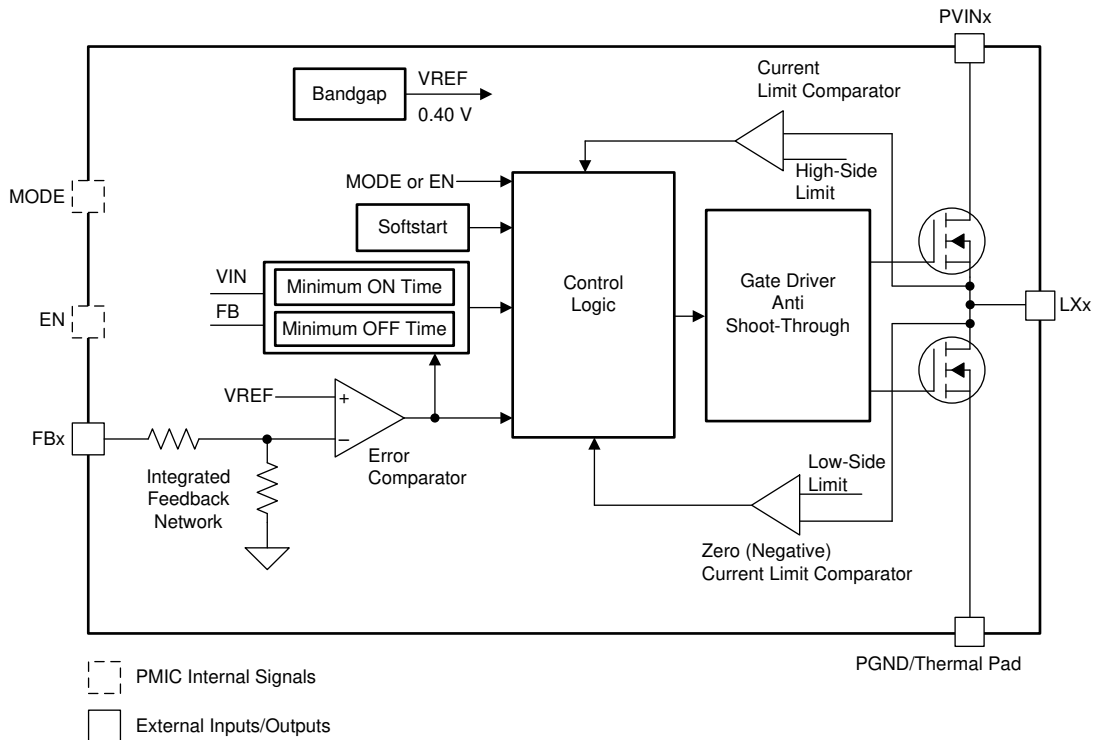 PVINx
Bandgap
VREF
0.40 V
Current
Limit Comparator
High-Side
Limit
MODE
MODE or EN
Softstart
VIN
FB
Minimum ON Time
Minimum OFF Time
Control
Logic
Gate Driver
Anti
Shoot-Through
EN
LXx
VREF
+
−
FBx
Integrated
Feedback
Network
Error
Comparator
Low-Side
Limit
Zero (Negative)
Current Limit Comparator
PGND/Thermal Pad
PMIC Internal Signals
External Inputs/Outputs